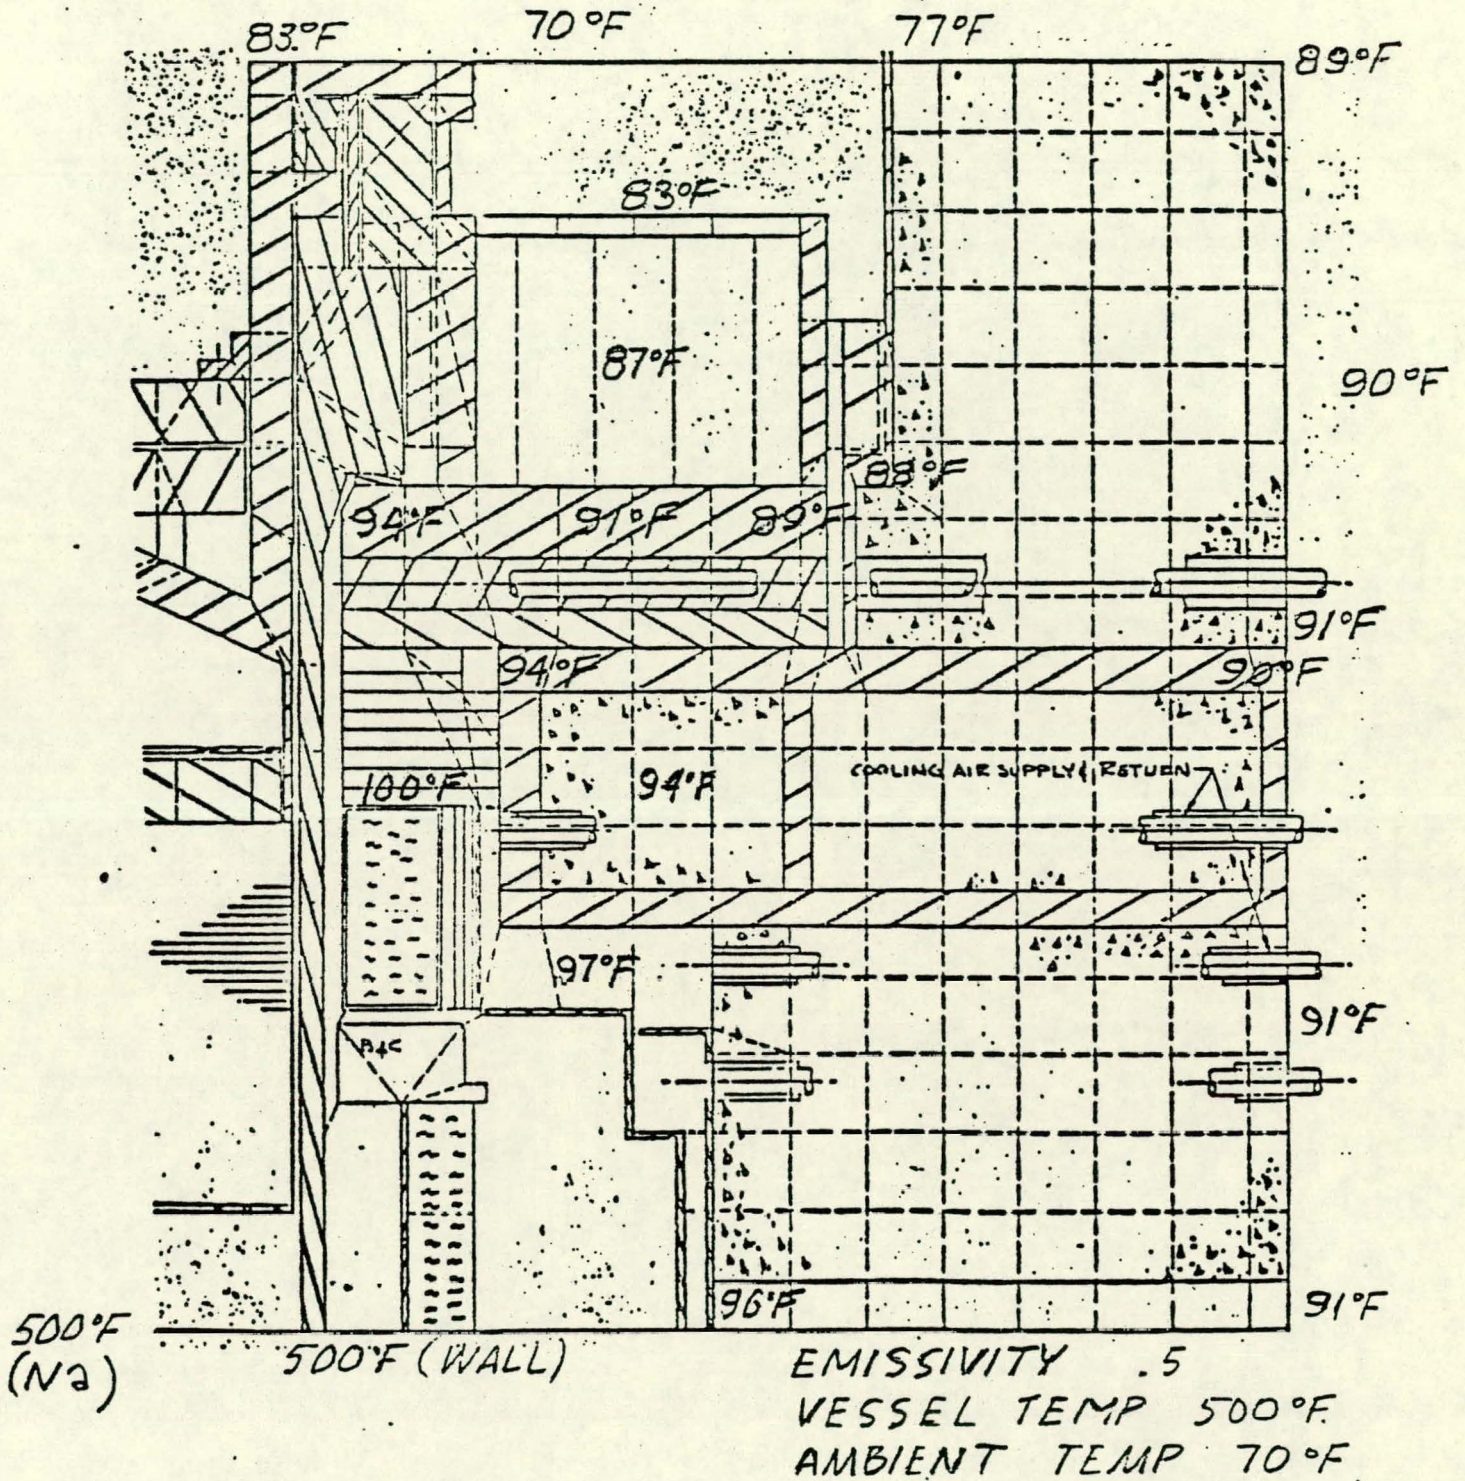 83°F 70°F 77°F 89°F
83°F
87°F
90°F
88°F
94°F 91°F 89°F
91°F
94°F 90°F
COOLING AIR SUPPLY & RETURN
100°F 94°F
97°F
91°F
B4C
96°F 91°F
500°F
(Na)
500°F (WALL)
EMISSIVITY .5
VESSEL TEMP 500°F.
AMBIENT TEMP 70°F